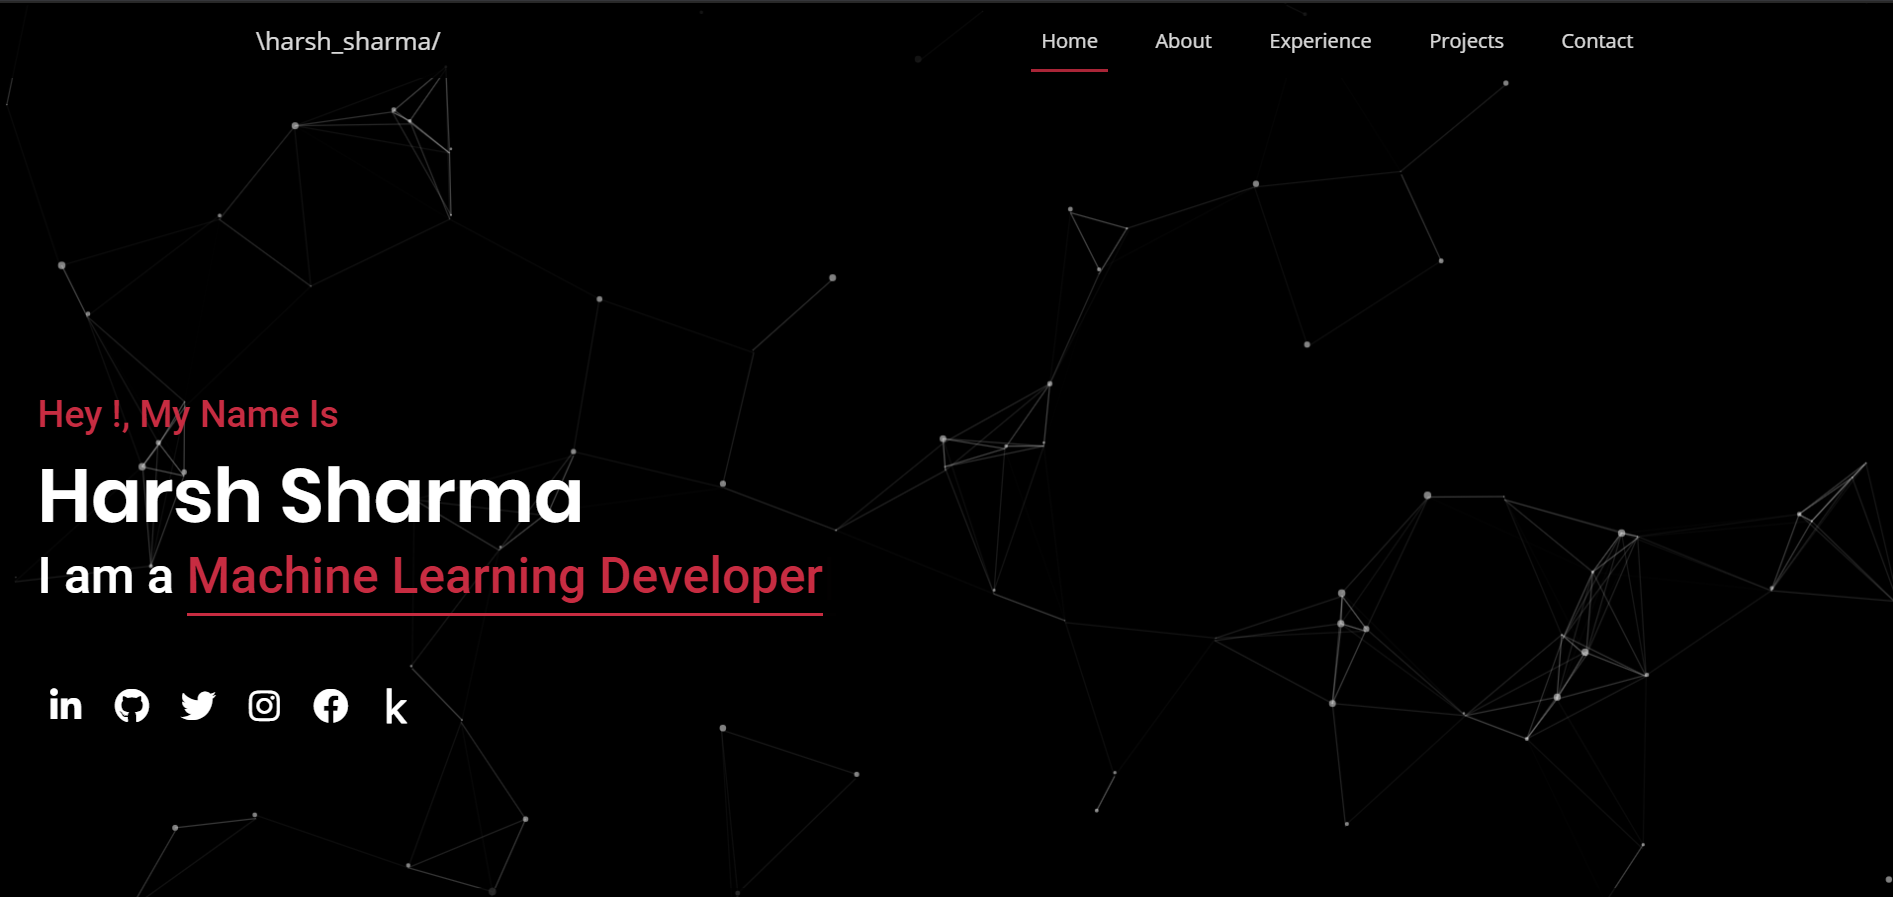 \harsh_sharma/ Home About Experience Projects Contact
Hey !, My Name Is
Harsh Sharma
I am a Machine Learning Developer